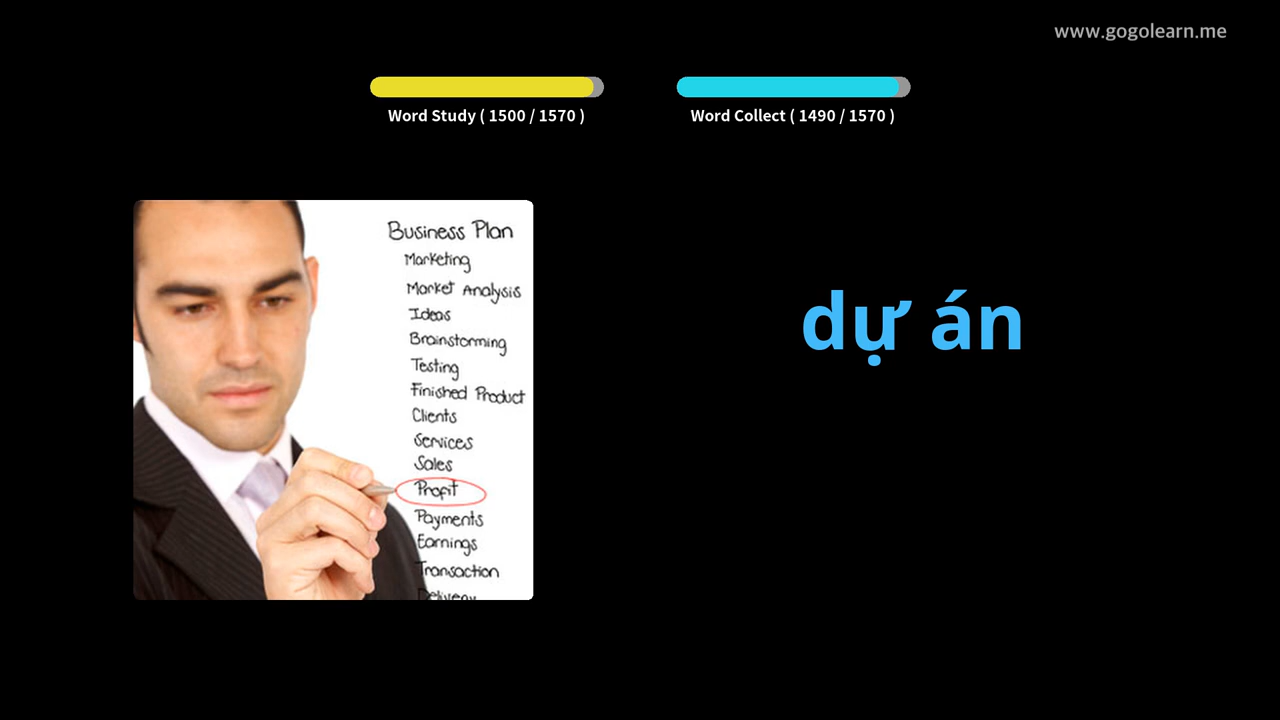 www.gogolearn.me
Word Study ( 1500 / 1570 )
Word Collect ( 1490 / 1570 )
Business Plan
Marketing
Market Analysis
Ideas
Brainstorming
Testing
Finished Product
Clients
Services
Sales
Profit
Payments
Earnings
Transaction
Delivery
dự án